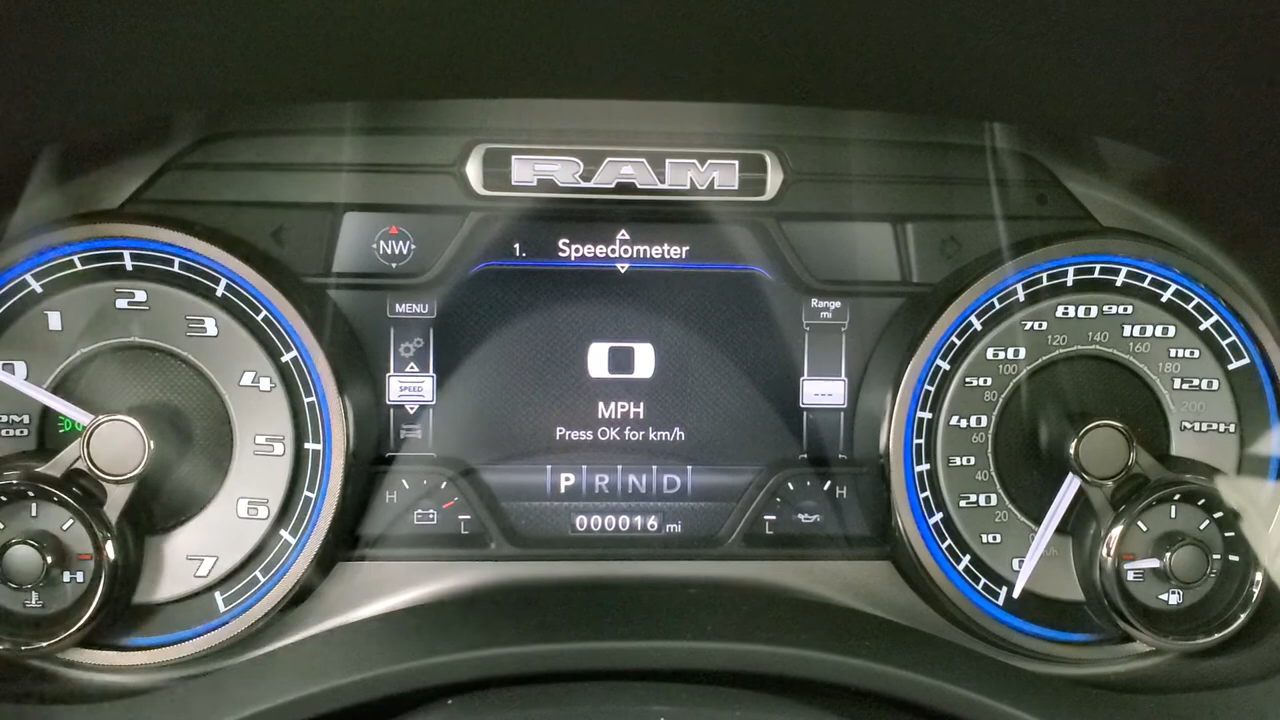 RAM
NW
1. Speedometer
MENU
SPEED
Range
mi
0
MPH
Press OK for km/h
P R N D
H L
L H
000016 mi
0 1 2 3 4 5 6 7
H
0 10 20 30 40 50 60 70 80 90 100 110 120
MPH
20 40 60 80 100 120 140 160 180 200
E
---